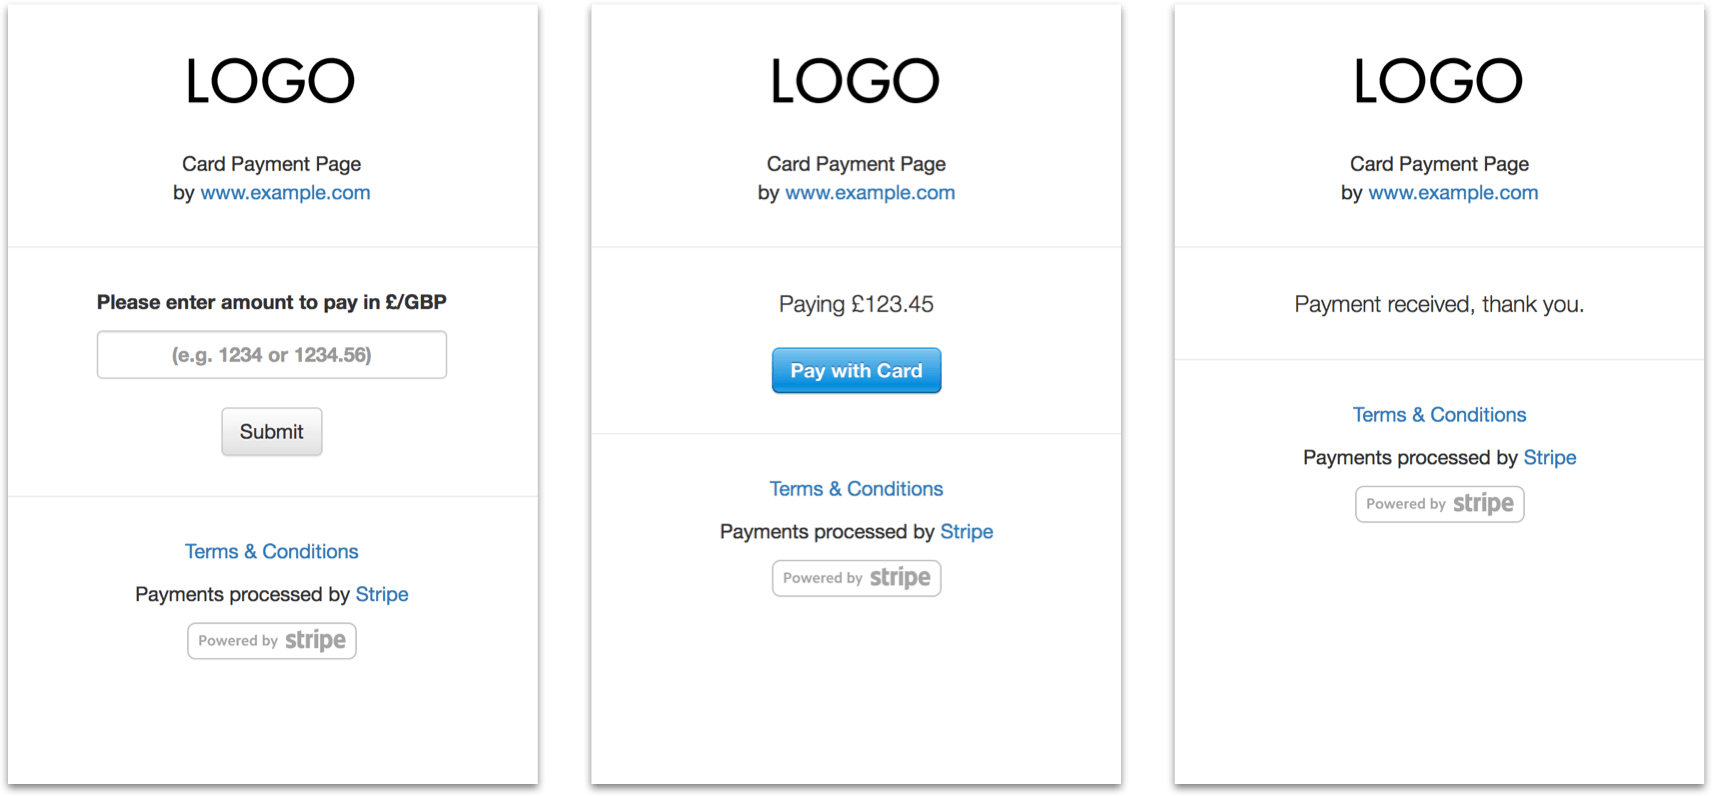 LOGO
Card Payment Page
by www.example.com
Please enter amount to pay in £/GBP
(e.g. 1234 or 1234.56)
Submit
Terms & Conditions
Payments processed by Stripe
Powered by stripe
LOGO
Card Payment Page
by www.example.com
Paying £123.45
Pay with Card
Terms & Conditions
Payments processed by Stripe
Powered by stripe
LOGO
Card Payment Page
by www.example.com
Payment received, thank you.
Terms & Conditions
Payments processed by Stripe
Powered by stripe